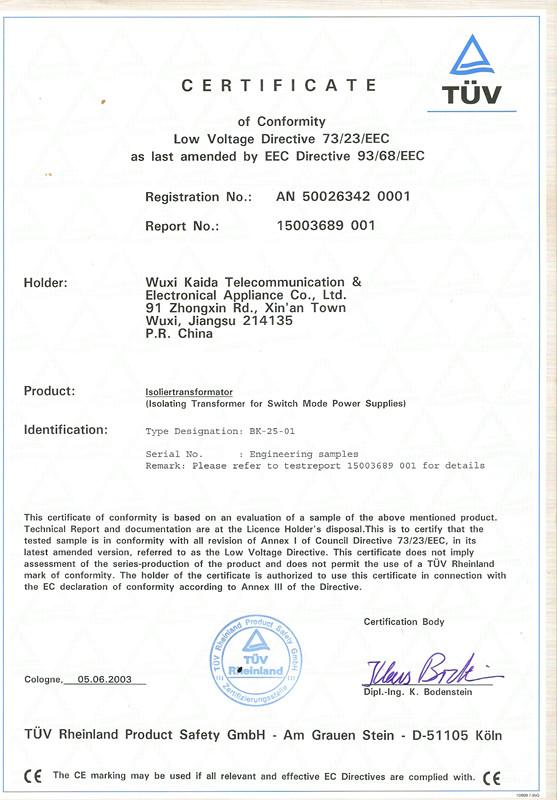 TÜV
CERTIFICATE
of Conformity
Low Voltage Directive 73/23/EEC
as last amended by EEC Directive 93/68/EEC
Registration No.: AN 50026342 0001
Report No.: 15003689 001
Holder: Wuxi Kaida Telecommunication &
Electronical Appliance Co., Ltd.
91 Zhongxin Rd., Xin'an Town
Wuxi, Jiangsu 214135
P.R. China
Product: Isoliertransformator
(Isolating Transformer for Switch Mode Power Supplies)
Identification: Type Designation: BK-25-01
Serial No. : Engineering samples
Remark: Please refer to testreport 15003689 001 for details
This certificate of conformity is based on an evaluation of a sample of the above mentioned product.
Technical Report and documentation are at the Licence Holder's disposal.This is to certify that the
tested sample is in conformity with all revision of Annex I of Council Directive 73/23/EEC, in its
latest amended version, referred to as the Low Voltage Directive. This certificate does not imply
assessment of the series-production of the product and does not permit the use of a TÜV Rheinland
mark of conformity. The holder of the certificate is authorized to use this certificate in connection with
the EC declaration of conformity according to Annex III of the Directive.
Certification Body
TÜV Rheinland Product Safety GmbH
TÜV
Rheinland
Zertifizierungsstelle
Cologne, 05.06.2003
Dipl.-Ing. K. Bodenstein
TÜV Rheinland Product Safety GmbH - Am Grauen Stein - D-51105 Köln
CE The CE marking may be used if all relevant and effective EC Directives are complied with. CE